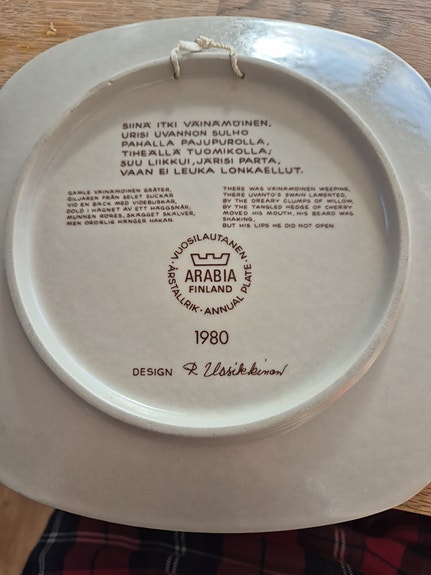 SIINÄ ITKI VÄINÄMÖINEN,
URISI UVANNON SULHO
PAHALLA PAJUPUROLLA,
TIHEÄLLÄ TUOMIKOLLA;
SUU LIIKKUI, JÄRISI PARTA,
VAAN EI LEUKA LONKAELLUT.
GAMLE VÄINÄMÖINEN GRÄTER,
GILJAREN FRÅN SELET SUCKAR
VID EN BÄCK MED VIDEBUSKAR,
DOLD I HÄGNET AV ETT HÄGGSNÅR;
MUNNEN RÖRES, SKÄGGET SKÄLVER,
MEN ORÖRLIG HÄNGER HAKAN.
THERE WAS VÄINÄMÖINEN WEEPING,
THERE UVANTO'S SWAIN LAMENTED,
BY THE DREARY CLUMPS OF WILLOW,
BY THE TANGLED HEDGE OF CHERRY
MOVED HIS MOUTH, HIS BEARD WAS
SHAKING,
BUT HIS LIPS HE DID NOT OPEN
VUOSILAUTANEN · ANNUAL PLATE · ÅRSTALLRIK ·
ARABIA
FINLAND
1980
DESIGN R. Uosikkinen